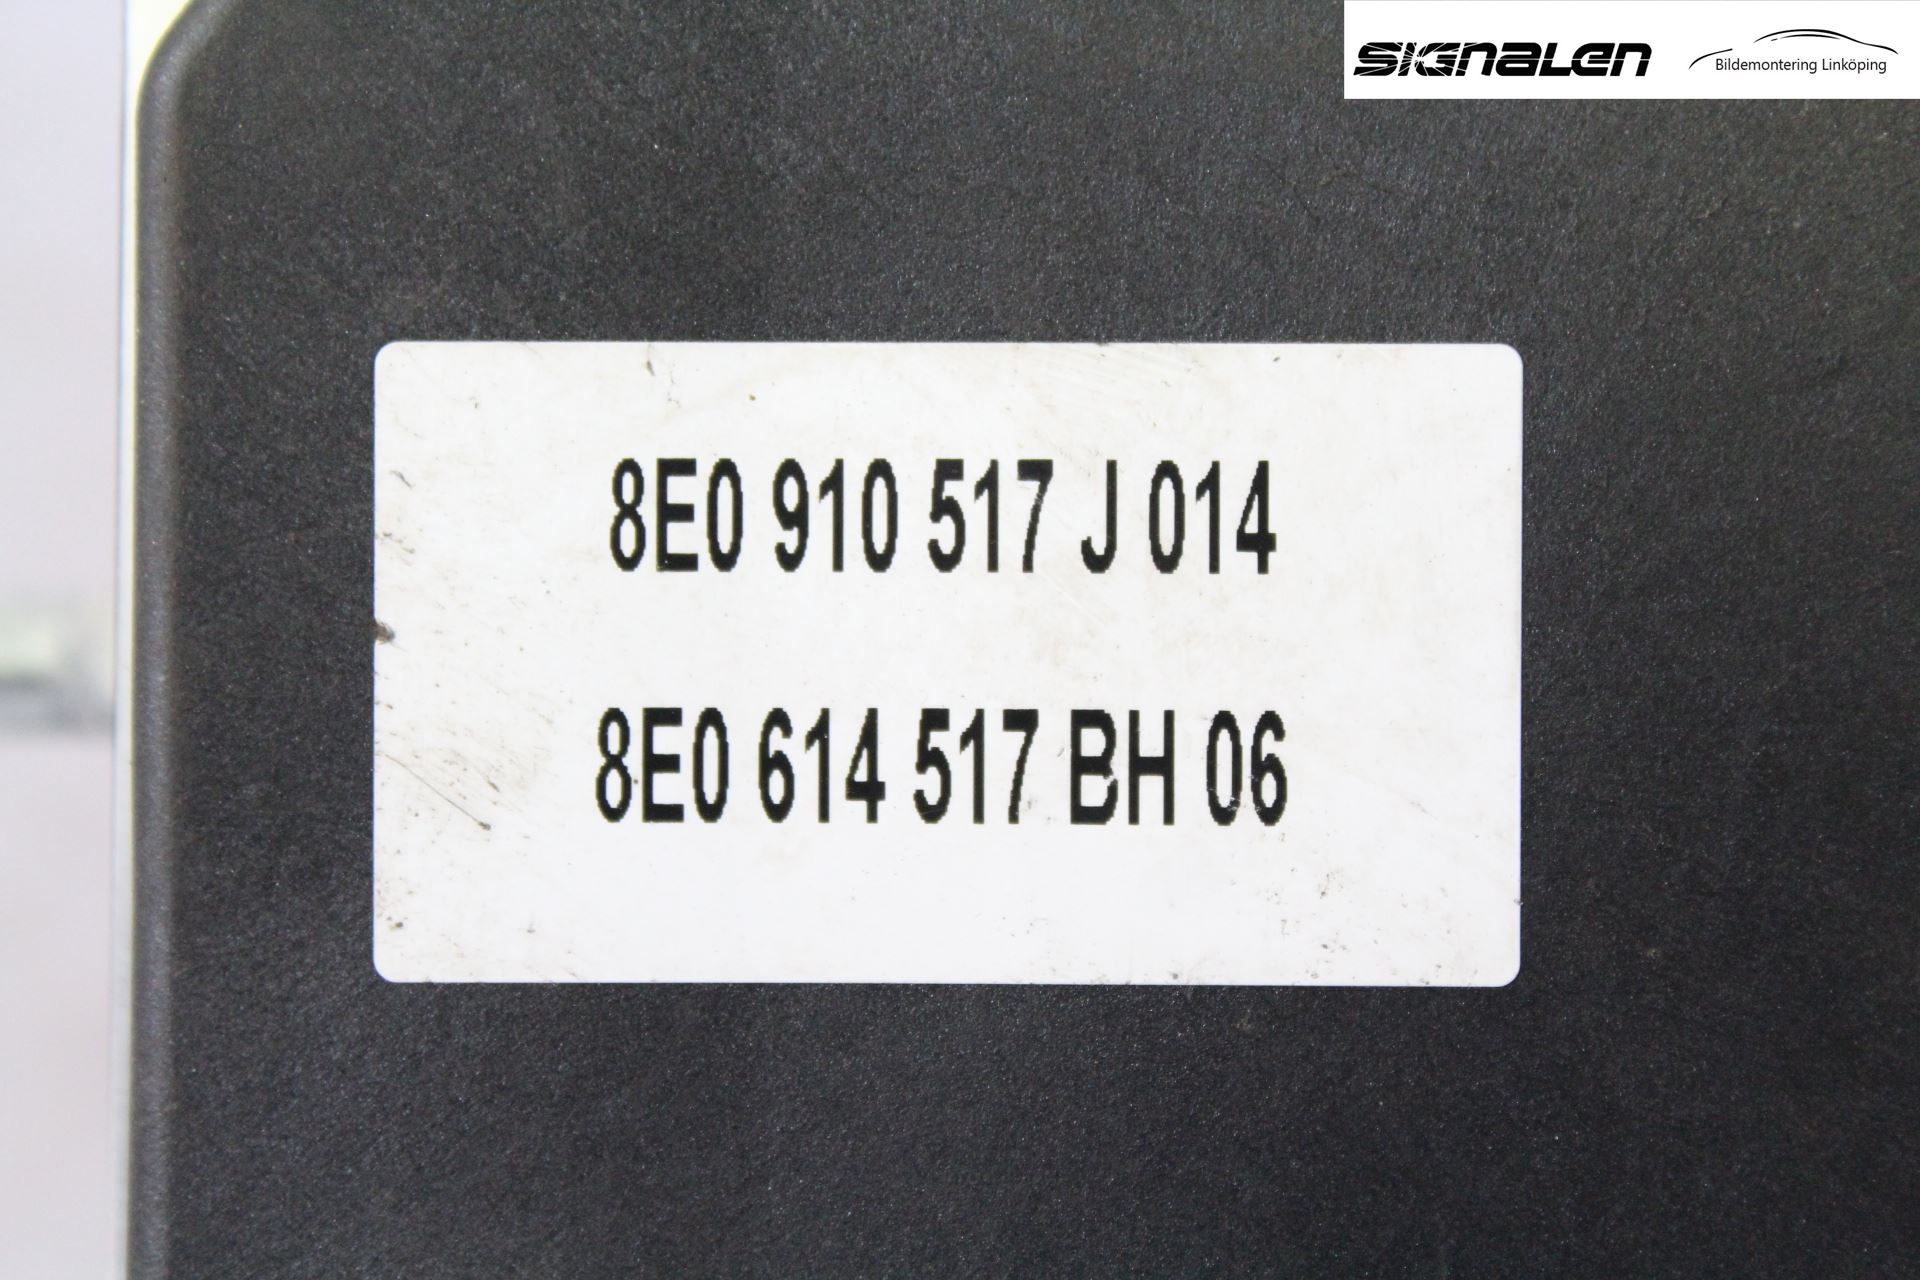 SIGNALEN
Bildemontering Linköping
8E0 910 517 J 014
8E0 614 517 BH 06